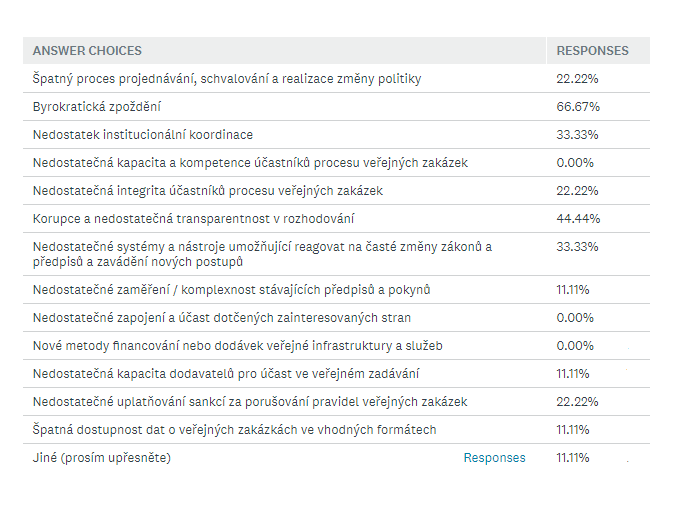 ANSWER CHOICES RESPONSES
Špatný proces projednávání, schvalování a realizace změny politiky 22.22%
Byrokratická zpoždění 66.67%
Nedostatek institucionální koordinace 33.33%
Nedostatečná kapacita a kompetence účastníků procesu veřejných zakázek 0.00%
Nedostatečná integrita účastníků procesu veřejných zakázek 22.22%
Korupce a nedostatečná transparentnost v rozhodování 44.44%
Nedostatečné systémy a nástroje umožňující reagovat na časté změny zákonů a 33.33%
předpisů a zavádění nových postupů
Nedostatečné zaměření / komplexnost stávajících předpisů a pokynů 11.11%
Nedostatečné zapojení a účast dotčených zainteresovaných stran 0.00%
Nové metody financování nebo dodávek veřejné infrastruktury a služeb 0.00%
Nedostatečná kapacita dodavatelů pro účast ve veřejném zadávání 11.11%
Nedostatečné uplatňování sankcí za porušování pravidel veřejných zakázek 22.22%
Špatná dostupnost dat o veřejných zakázkách ve vhodných formátech 11.11%
Jiné (prosím upřesněte) Responses 11.11%